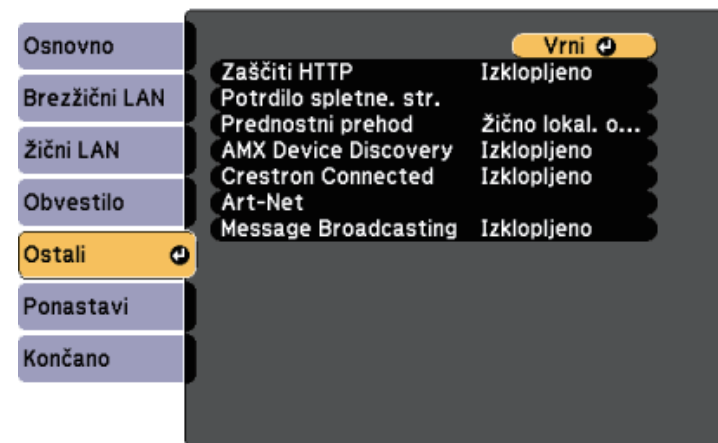 Osnovno
Brezžični LAN
Žični LAN
Obvestilo
Ostali
Ponastavi
Končano
Vrni
Zaščiti HTTP Izklopljeno
Potrdilo spletne. str.
Prednostni prehod Žično lokal. o...
AMX Device Discovery Izklopljeno
Crestron Connected Izklopljeno
Art-Net
Message Broadcasting Izklopljeno